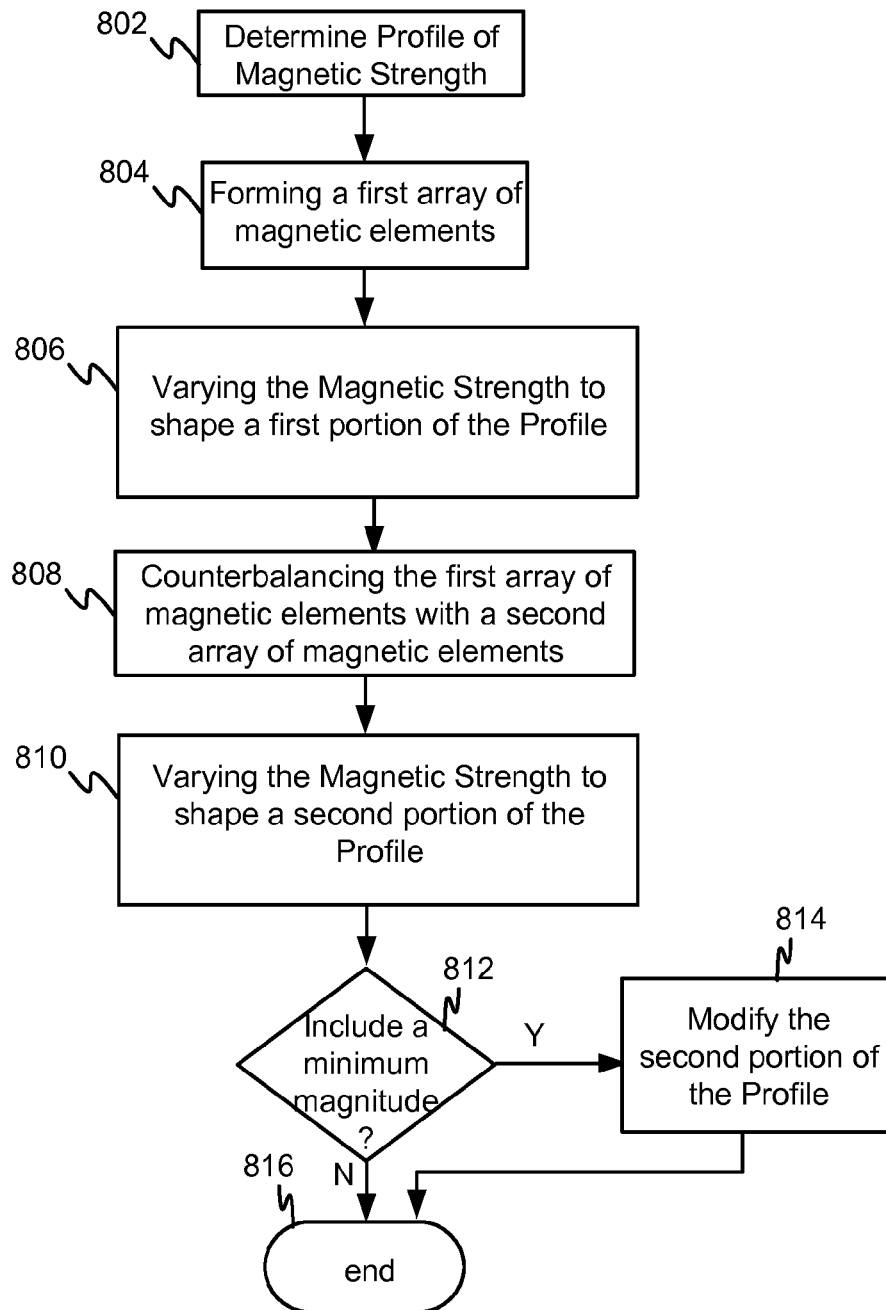 802
Determine Profile of
Magnetic Strength
804
Forming a first array of
magnetic elements
806
Varying the Magnetic Strength to
shape a first portion of the Profile
808
Counterbalancing the first array of
magnetic elements with a second
array of magnetic elements
810
Varying the Magnetic Strength to
shape a second portion of the
Profile
812
Include a
minimum
magnitude
?
Y
814
Modify the
second portion of
the Profile
N
816
end